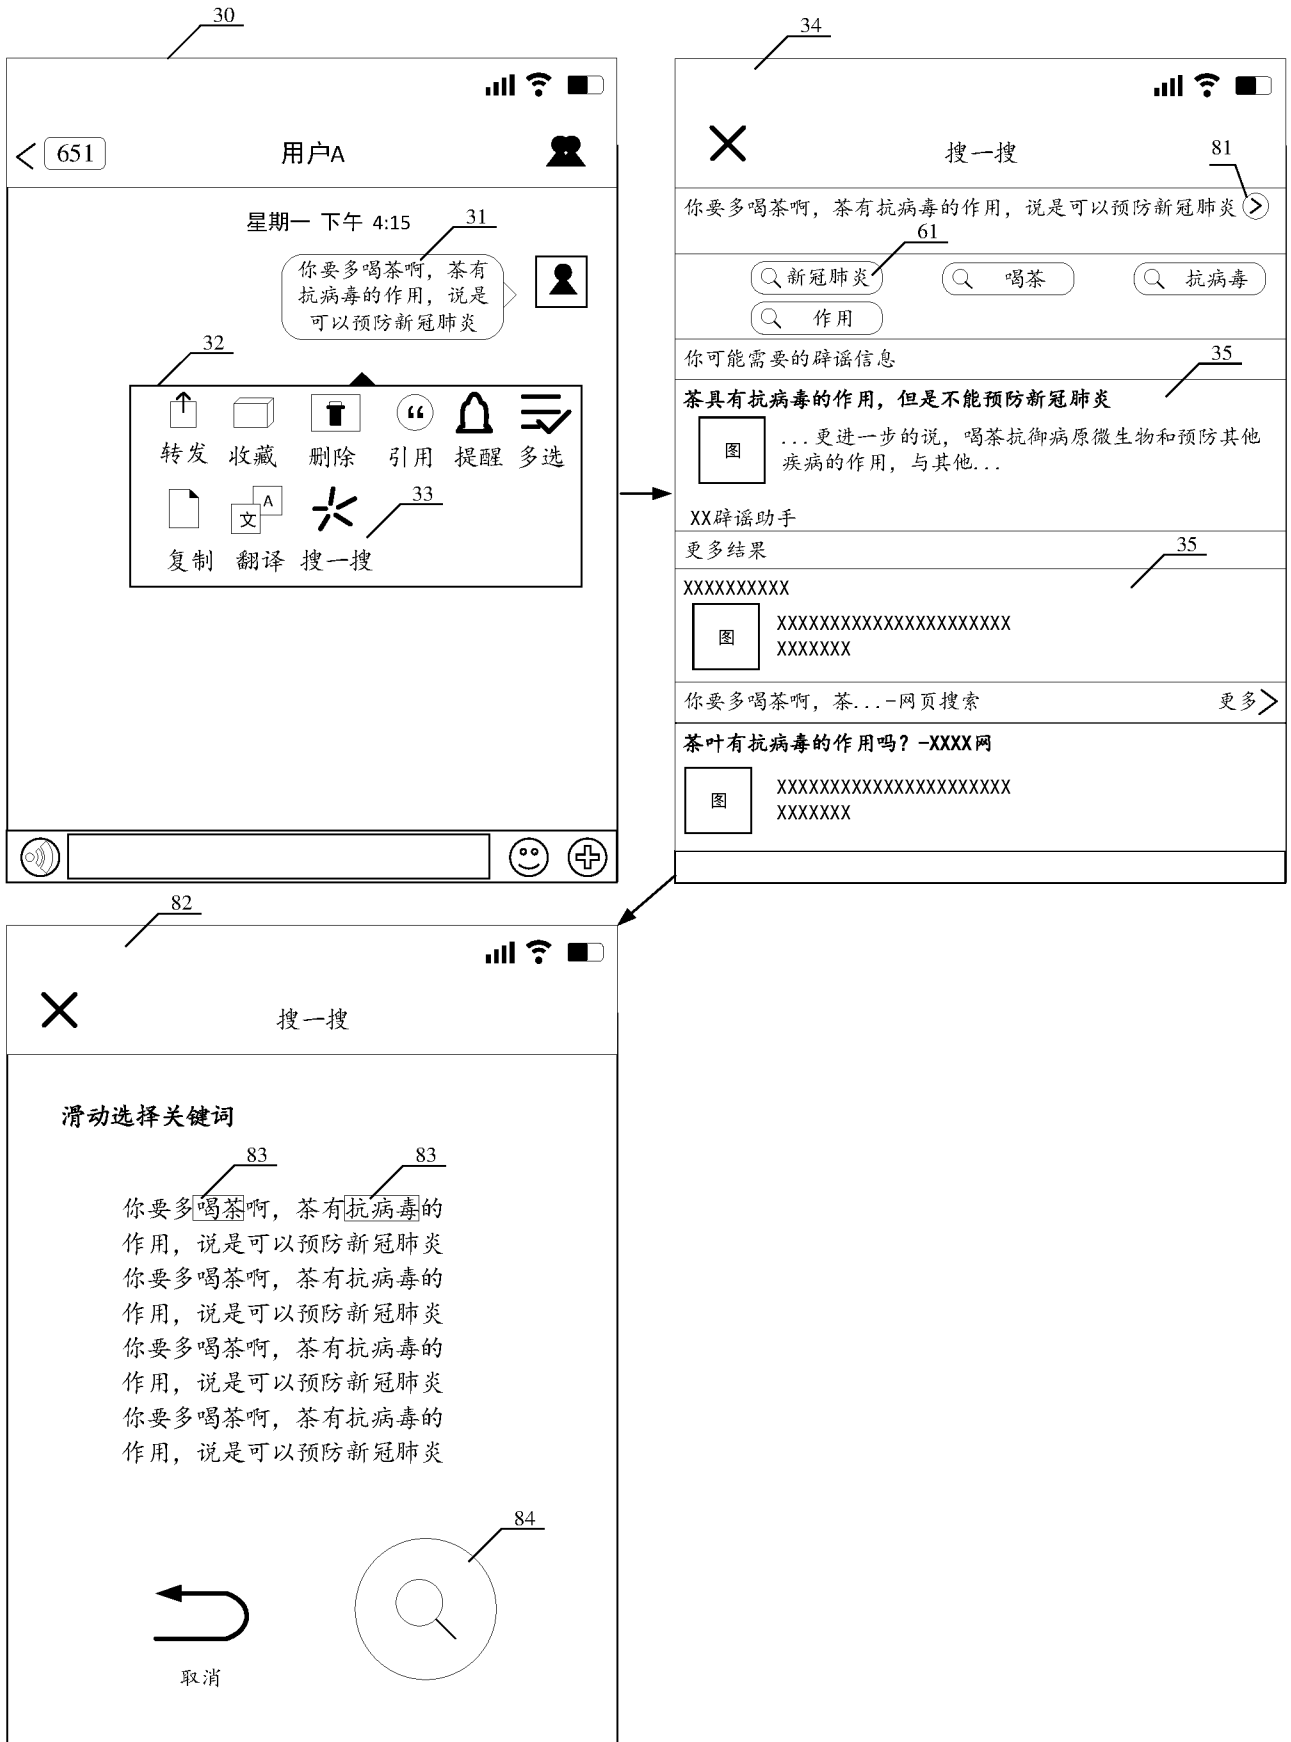 30
651
用户A
星期一 下午 4:15
31
你要多喝茶啊，茶有
抗病毒的作用，说是
可以预防新冠肺炎
32
转发 收藏 删除 引用 提醒 多选
33
文 A
复制 翻译 搜一搜
34
搜一搜
81
你要多喝茶啊，茶有抗病毒的作用，说是可以预防新冠肺炎
61
新冠肺炎 喝茶 抗病毒
作用
你可能需要的辟谣信息
35
茶具有抗病毒的作用，但是不能预防新冠肺炎
图
...更进一步的说，喝茶抗御病原微生物和预防其他
疾病的作用，与其他...
XX辟谣助手
更多结果
35
XXXXXXXXXX
图
XXXXXXXXXXXXXXXXXXXXXX
XXXXXXX
你要多喝茶啊，茶...-网页搜索 更多
茶叶有抗病毒的作用吗？-XXXX网
图
XXXXXXXXXXXXXXXXXXXXXX
XXXXXXX
82
搜一搜
滑动选择关键词
83 83
你要多喝茶啊，茶有抗病毒的
作用，说是可以预防新冠肺炎
你要多喝茶啊，茶有抗病毒的
作用，说是可以预防新冠肺炎
你要多喝茶啊，茶有抗病毒的
作用，说是可以预防新冠肺炎
你要多喝茶啊，茶有抗病毒的
作用，说是可以预防新冠肺炎
84
取消